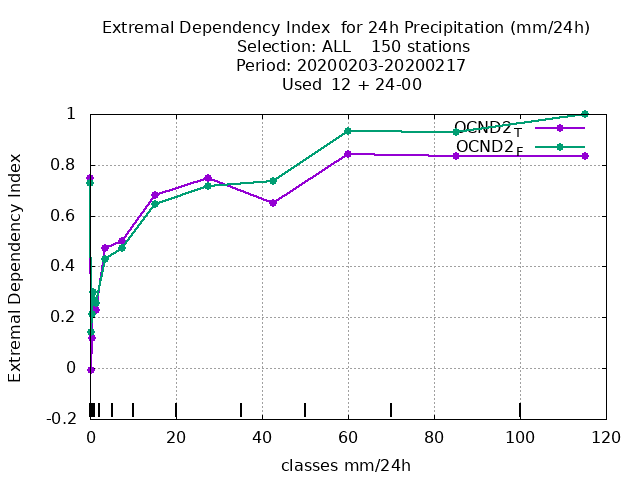 Extremal Dependency Index  for 24h Precipitation (mm/24h)
Selection: ALL    150 stations
Period: 20200203-20200217
Used  12 + 24-00
OCND2T
OCND2F
Extremal Dependency Index
1
0.8
0.6
0.4
0.2
0
-0.2
0 20 40 60 80 100 120
classes mm/24h